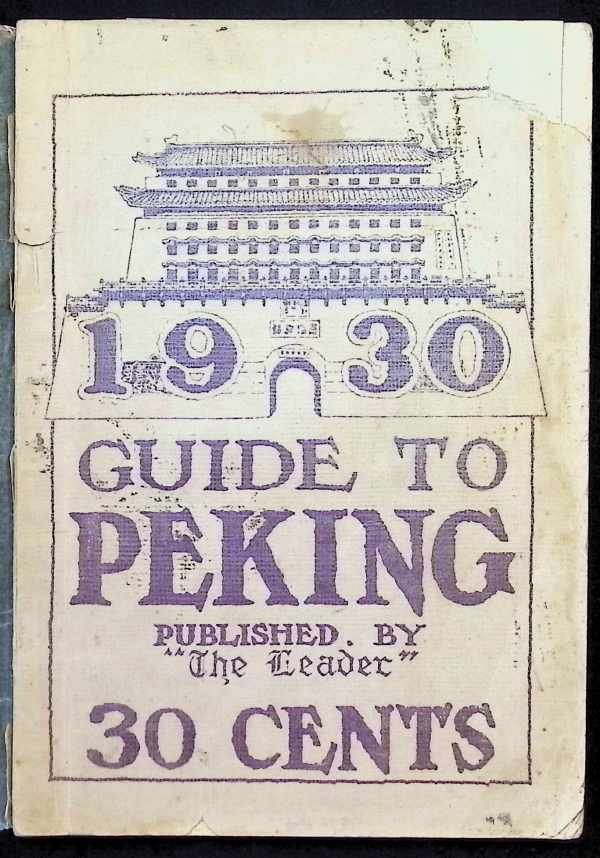 1930
GUIDE TO
PEKING
PUBLISHED. BY
"The Leader"
30 CENTS